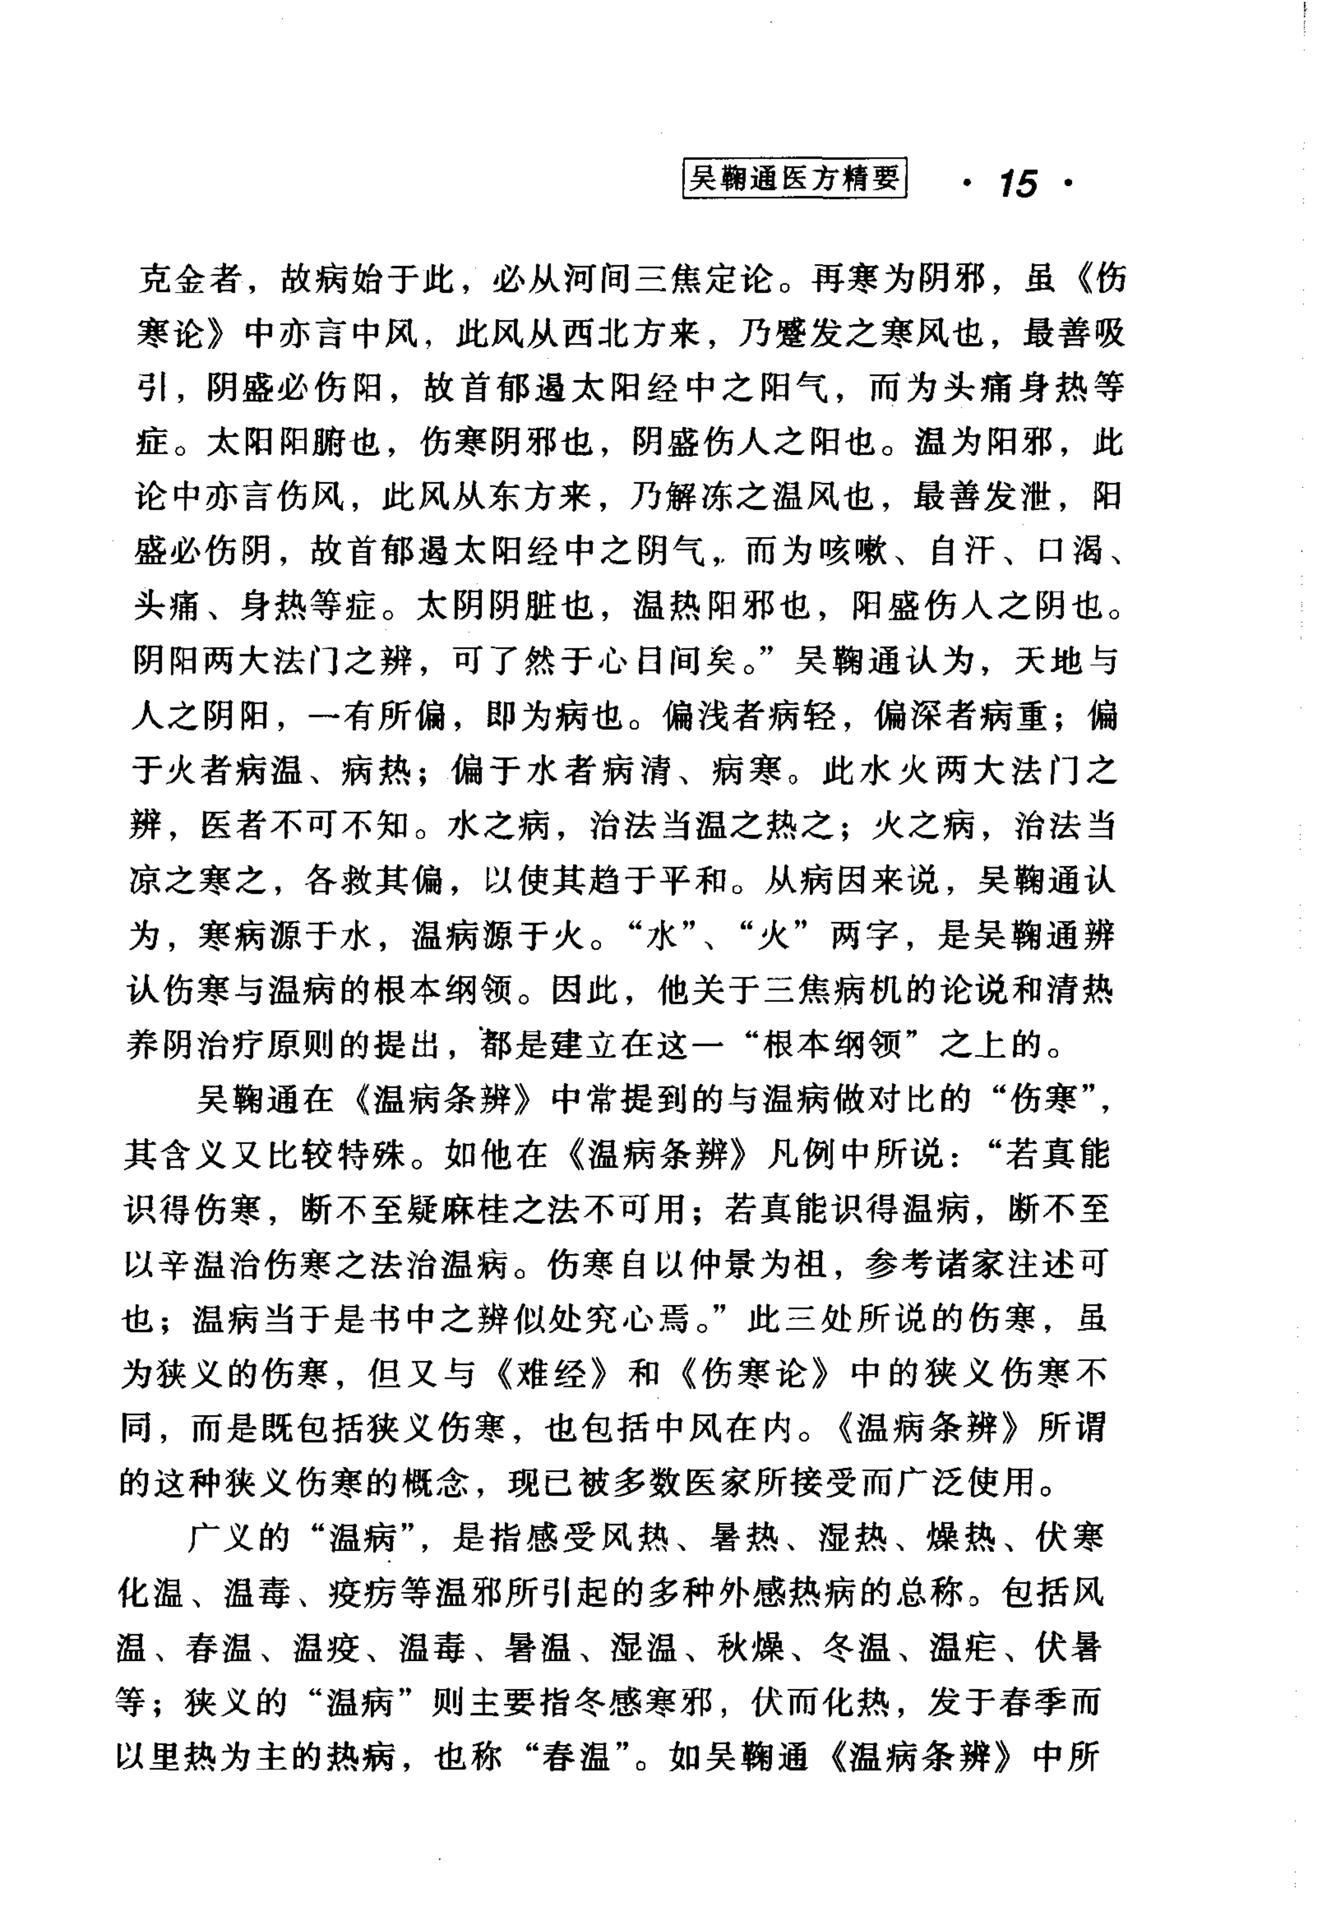 吴鞠通医方精要 · 15 ·
克金者，故病始于此，必从河间三焦定论。再寒为阴邪，虽《伤
寒论》中亦言中风，此风从西北方来，乃觱发之寒风也，最善吸
引，阴盛必伤阳，故首郁遏太阳经中之阳气，而为头痛身热等
症。太阳阳腑也，伤寒阴邪也，阴盛伤人之阳也。温为阳邪，此
论中亦言伤风，此风从东方来，乃解冻之温风也，最善发泄，阳
盛必伤阴，故首郁遏太阳经中之阴气，而为咳嗽、自汗、口渴、
头痛、身热等症。太阴阴脏也，温热阳邪也，阳盛伤人之阴也。
阴阳两大法门之辨，可了然于心目间矣。”吴鞠通认为，天地与
人之阴阳，一有所偏，即为病也。偏浅者病轻，偏深者病重；偏
于火者病温、病热；偏于水者病清、病寒。此水火两大法门之
辨，医者不可不知。水之病，治法当温之热之；火之病，治法当
凉之寒之，各救其偏，以使其趋于平和。从病因来说，吴鞠通认
为，寒病源于水，温病源于火。“水”、“火”两字，是吴鞠通辨
认伤寒与温病的根本纲领。因此，他关于三焦病机的论说和清热
养阴治疗原则的提出，都是建立在这一“根本纲领”之上的。
吴鞠通在《温病条辨》中常提到的与温病做对比的“伤寒”，
其含义又比较特殊。如他在《温病条辨》凡例中所说：“若真能
识得伤寒，断不至疑麻桂之法不可用；若真能识得温病，断不至
以辛温治伤寒之法治温病。伤寒自以仲景为祖，参考诸家注述可
也；温病当于是书中之辨似处究心焉。”此三处所说的伤寒，虽
为狭义的伤寒，但又与《难经》和《伤寒论》中的狭义伤寒不
同，而是既包括狭义伤寒，也包括中风在内。《温病条辨》所谓
的这种狭义伤寒的概念，现已被多数医家所接受而广泛使用。
广义的“温病”，是指感受风热、暑热、湿热、燥热、伏寒
化温、温毒、疫疠等温邪所引起的多种外感热病的总称。包括风
温、春温、温疫、温毒、暑温、湿温、秋燥、冬温、温疟、伏暑
等；狭义的“温病”则主要指冬感寒邪，伏而化热，发于春季而
以里热为主的热病，也称“春温”。如吴鞠通《温病条辨》中所